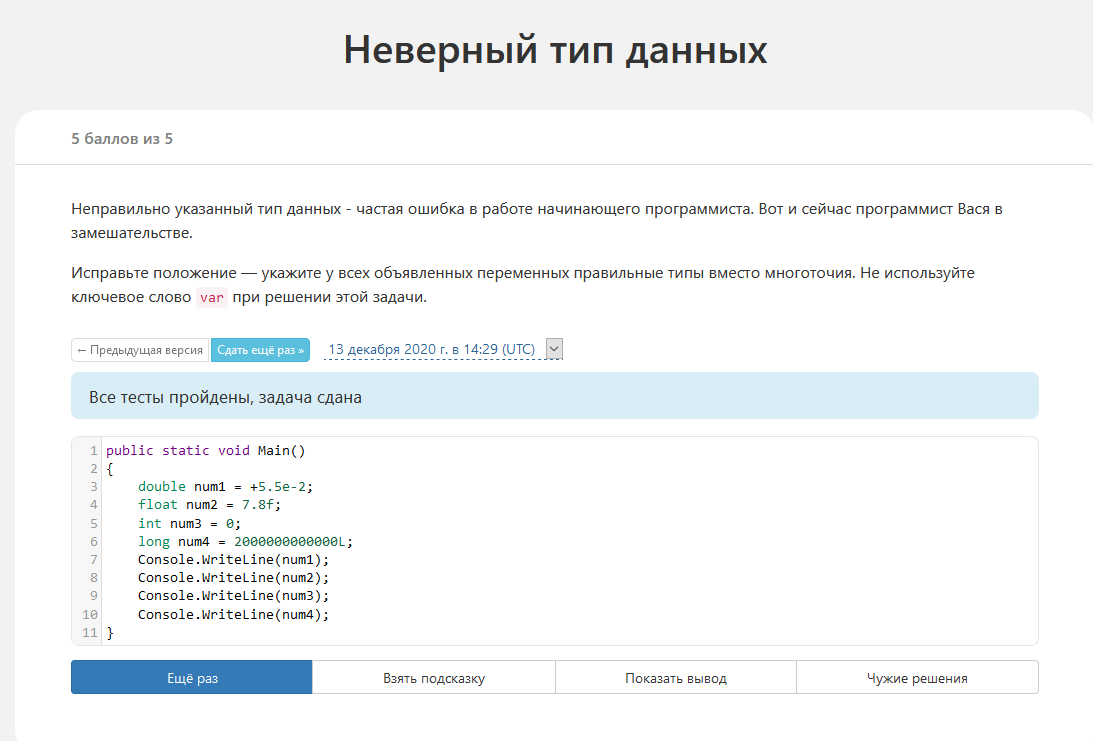 Неверный тип данных
5 баллов из 5
Неправильно указанный тип данных - частая ошибка в работе начинающего программиста. Вот и сейчас программист Вася в
замешательстве.
Исправьте положение — укажите у всех объявленных переменных правильные типы вместо многоточия. Не используйте
ключевое слово var при решении этой задачи.
← Предыдущая версия Сдать ещё раз » 13 декабря 2020 г. в 14:29 (UTC)
Все тесты пройдены, задача сдана
1 public static void Main()
2 {
3     double num1 = +5.5e-2;
4     float num2 = 7.8f;
5     int num3 = 0;
6     long num4 = 2000000000000L;
7     Console.WriteLine(num1);
8     Console.WriteLine(num2);
9     Console.WriteLine(num3);
10     Console.WriteLine(num4);
11 }
Ещё раз Взять подсказку Показать вывод Чужие решения